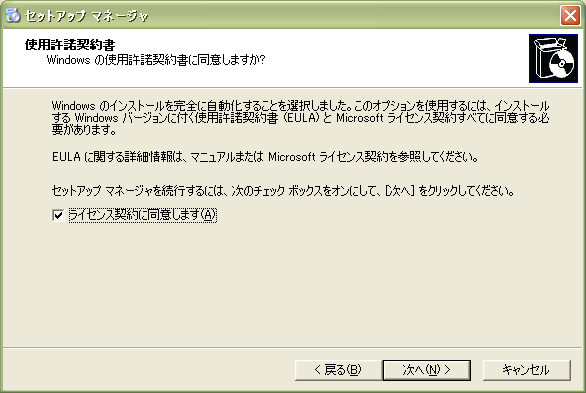 セットアップ マネージャ
使用許諾契約書
Windows の使用許諾契約書に同意しますか?
Windows のインストールを完全に自動化することを選択しました。このオプションを使用するには、インストール
する Windows バージョンに付く使用許諾契約書 (EULA) と Microsoft ライセンス契約すべてに同意する必
要があります。
EULA に関する詳細情報は、マニュアルまたは Microsoft ライセンス契約を参照してください。
セットアップ マネージャを続行するには、次のチェック ボックスをオンにして、[次へ] をクリックしてください。
ライセンス契約に同意します(A)
< 戻る(B) 次へ(N) > キャンセル